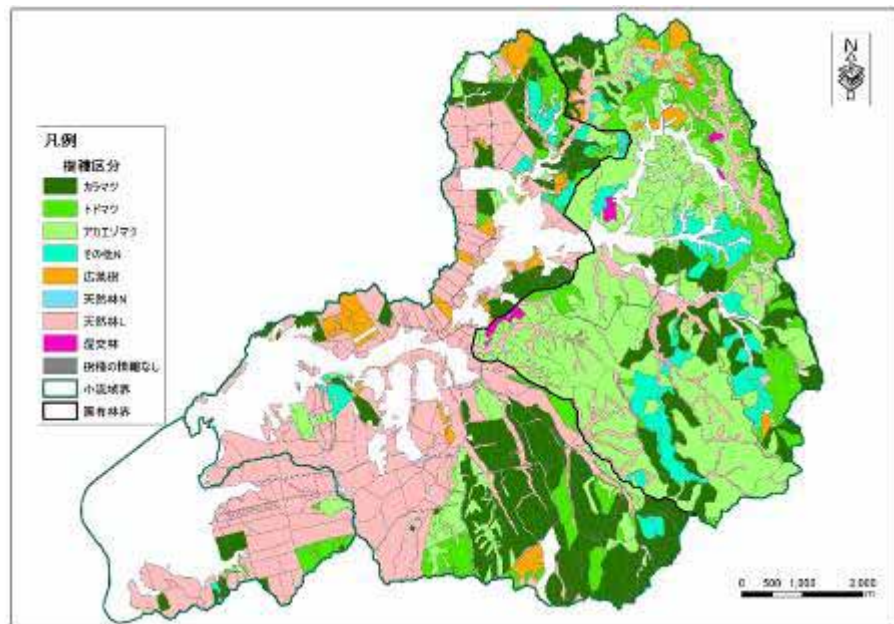 N
凡例
樹種区分
カラマツ
トドマツ
アカエゾマツ
その他N
広葉樹
天然林N
天然林L
混交林
樹種の情報なし
小流域界
国有林界
0 500 1,000 2,000
m